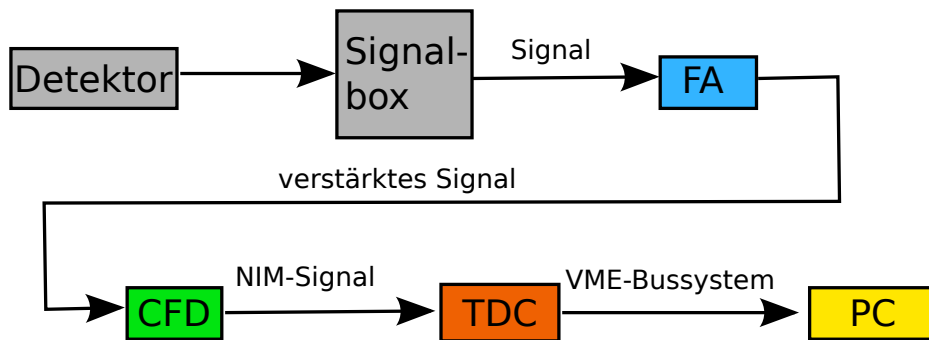 Detektor
Signal-
box
Signal
FA
verstärktes Signal
CFD
NIM-Signal
TDC
VME-Bussystem
PC